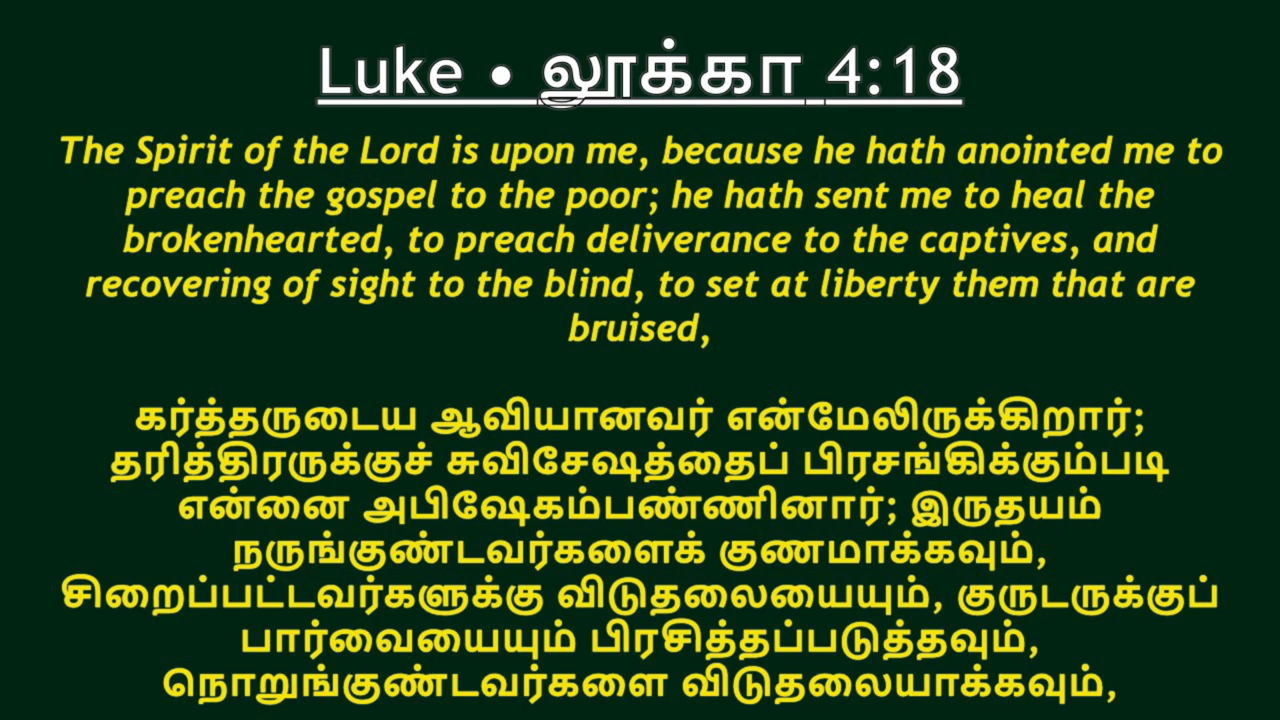 Luke • லூக்கா 4:18
The Spirit of the Lord is upon me, because he hath anointed me to
preach the gospel to the poor; he hath sent me to heal the
brokenhearted, to preach deliverance to the captives, and
recovering of sight to the blind, to set at liberty them that are
bruised,
கர்த்தருடைய ஆவியானவர் என்மேலிருக்கிறார்;
தரித்திரருக்குச் சுவிசேஷத்தைப் பிரசங்கிக்கும்படி
என்னை அபிஷேகம்பண்ணினார்; இருதயம்
நருங்குண்டவர்களைக் குணமாக்கவும்,
சிறைப்பட்டவர்களுக்கு விடுதலையையும், குருடருக்குப்
பார்வையையும் பிரசித்தப்படுத்தவும்,
நொறுங்குண்டவர்களை விடுதலையாக்கவும்,